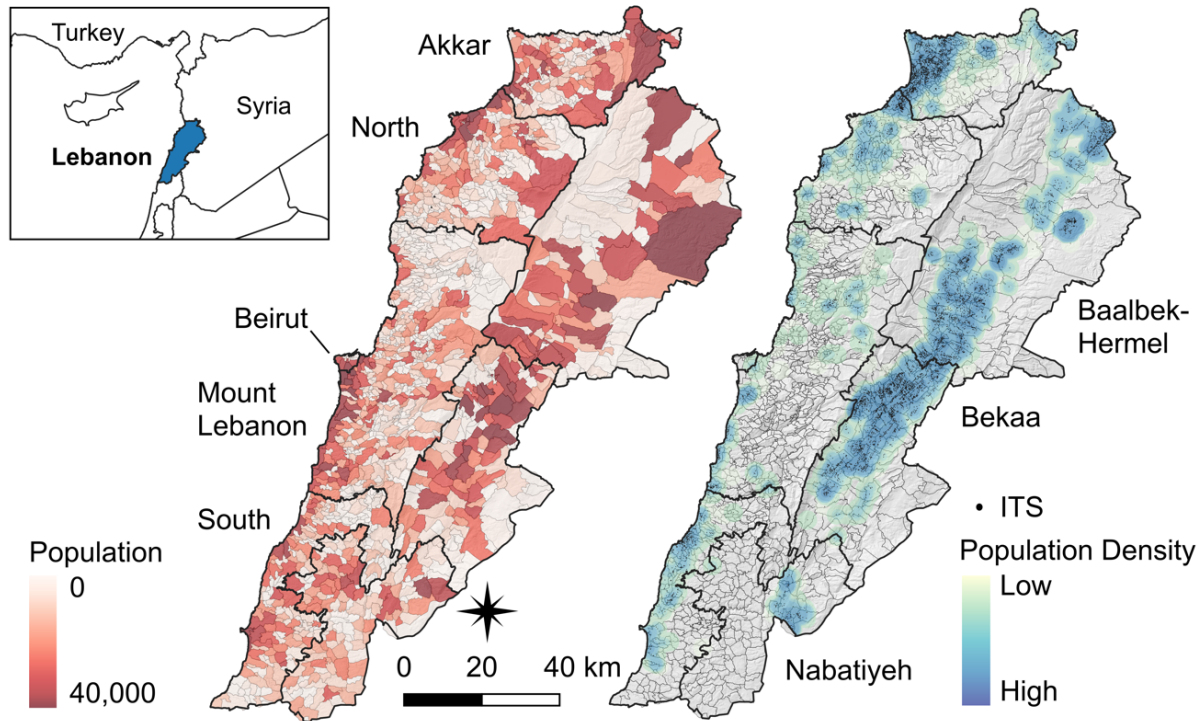 Turkey
Syria
Lebanon
Akkar
North
Beirut
Mount
Lebanon
South
Population
0
40,000
0 20 40 km
Baalbek-
Hermel
Bekaa
Nabatiyeh
• ITS
Population Density
Low
High